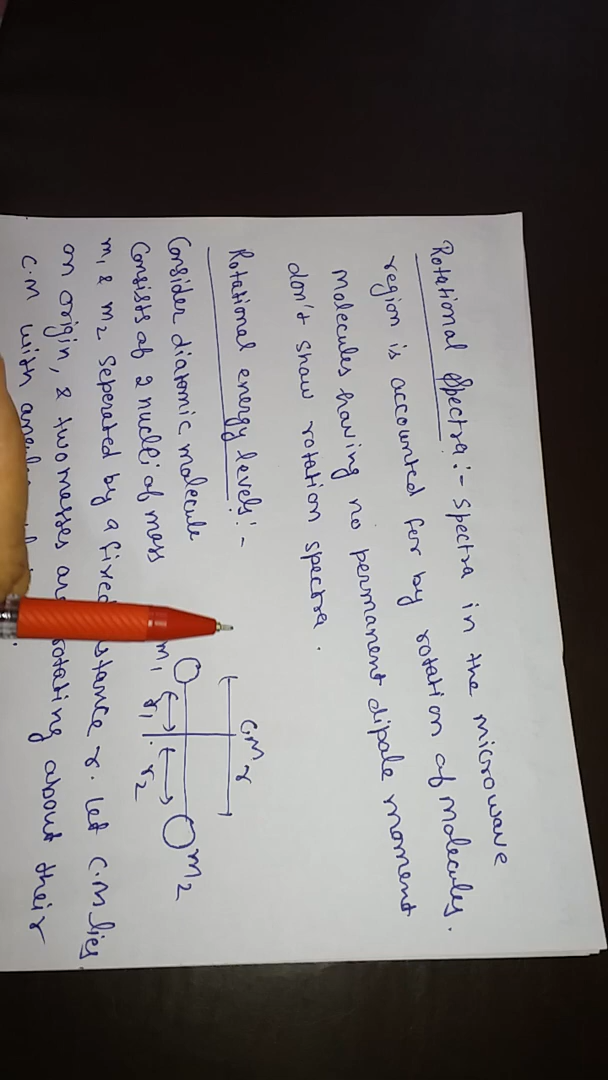 Rotational Spectra :- Spectra in the microwave
region is accounted for by rotation of molecules.
Molecules having no permanent dipole moment
don't show rotation spectra.
Rotational energy levels :-
Consider diatomic molecule
Consists of 2 nuclei of mass
m1 & m2 seperated by a fixed distance r. Let C.M lies
on origin, & two masses are rotating about their
C.M with
C.M
r
m1
m2
r1
r2